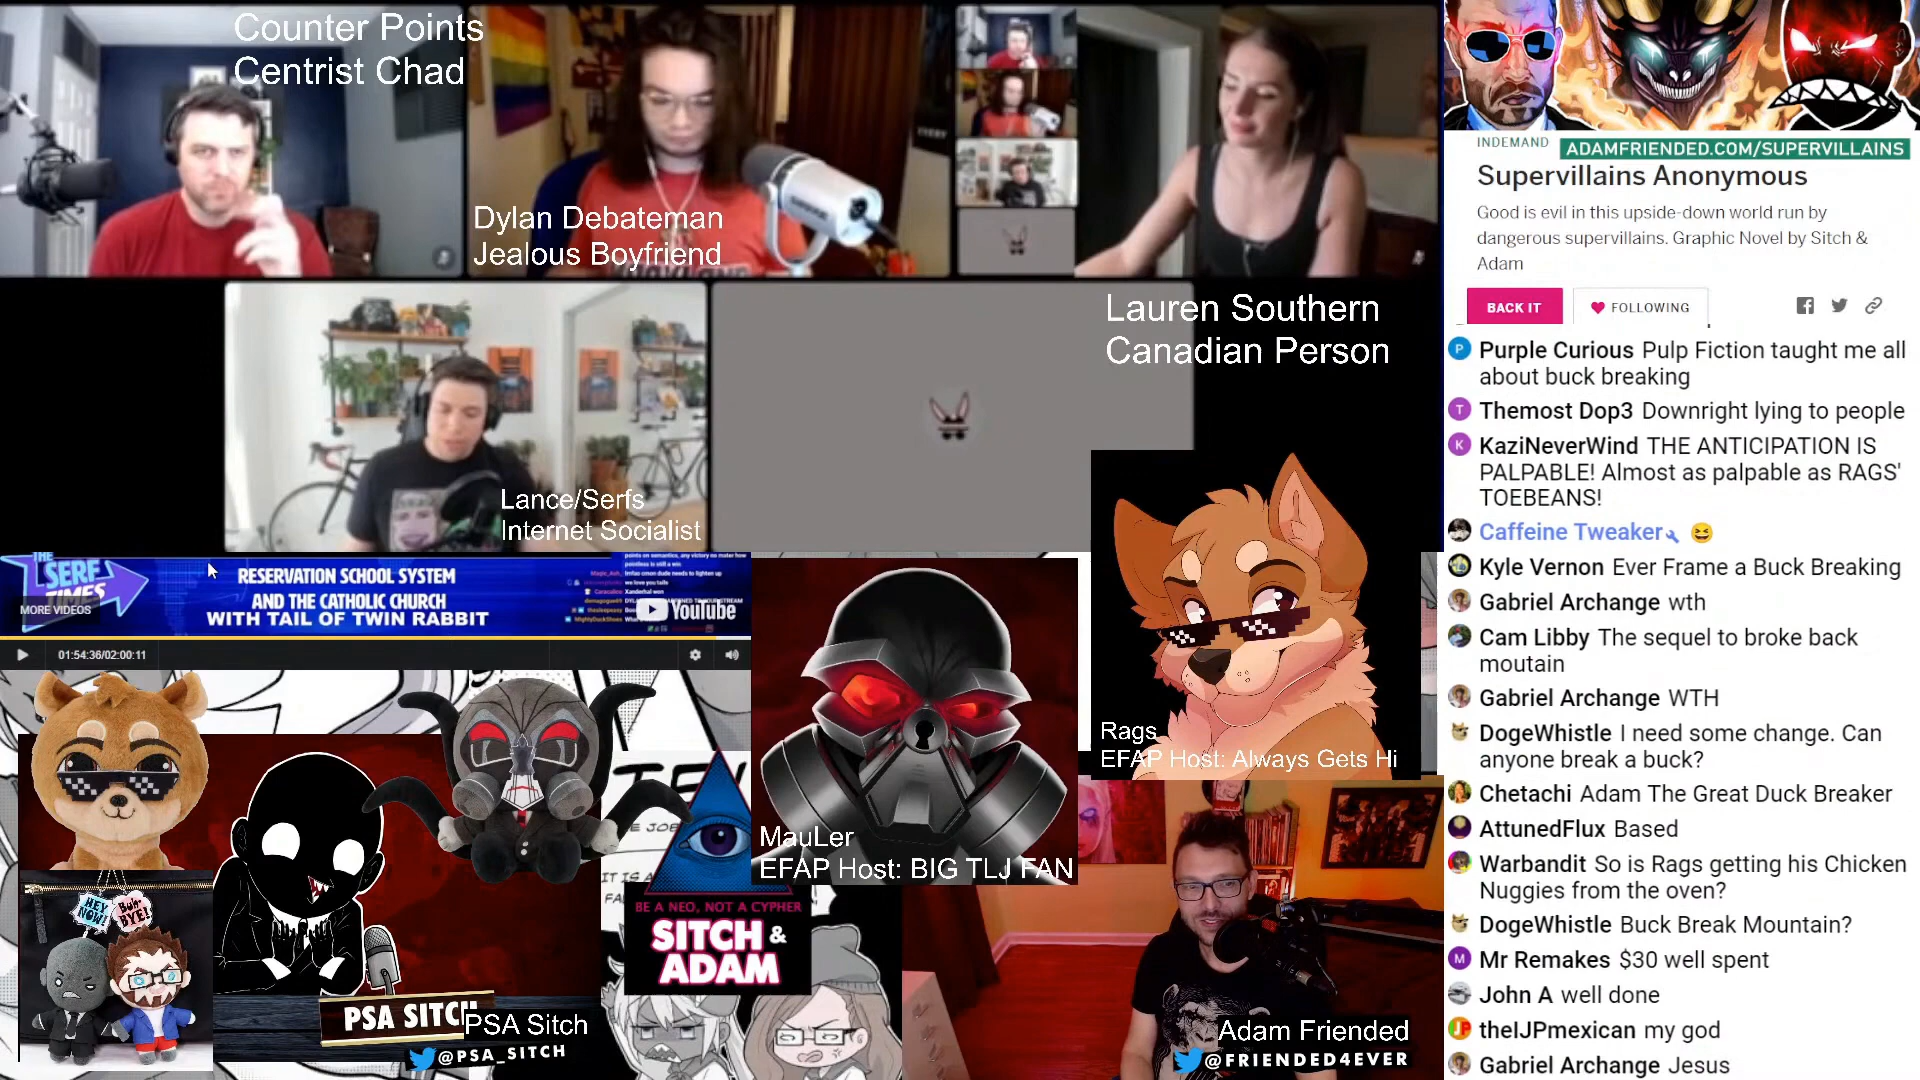 Counter Points
Centrist Chad
Dylan Debateman
Jealous Boyfriend
Lauren Southern
Canadian Person
Lance/Serfs
Internet Socialist
THE
SERF
TIMES
MORE VIDEOS
RESERVATION SCHOOL SYSTEM
AND THE CATHOLIC CHURCH
WITH TAIL OF TWIN RABBIT
YouTube
01:54:36/02:00:11
Rags
EFAP Host: Always Gets Hi
MauLer
EFAP Host: BIG TLJ FAN
HEY
NOW!
BUH-
BYE!
PSA SITCH
PSA Sitch
@PSA_SITCH
BE A NEO, NOT A CYPHER
SITCH &
ADAM
Adam Friended
@FRIENDED4EVER
INDEMAND
ADAMFRIENDED.COM/SUPERVILLAINS
Supervillains Anonymous
Good is evil in this upside-down world run by
dangerous supervillains. Graphic Novel by Sitch &
Adam
BACK IT
FOLLOWING
P Purple Curious Pulp Fiction taught me all
about buck breaking
T Themost Dop3 Downright lying to people
K KaziNeverWind THE ANTICIPATION IS
PALPABLE! Almost as palpable as RAGS'
TOEBEANS!
Caffeine Tweaker 😆
Kyle Vernon Ever Frame a Buck Breaking
Gabriel Archange wth
Cam Libby The sequel to broke back
moutain
Gabriel Archange WTH
DogeWhistle I need some change. Can
anyone break a buck?
Chetachi Adam The Great Duck Breaker
AttunedFlux Based
Warbandit So is Rags getting his Chicken
Nuggies from the oven?
DogeWhistle Buck Break Mountain?
M Mr Remakes $30 well spent
John A well done
theIJPmexican my god
Gabriel Archange Jesus